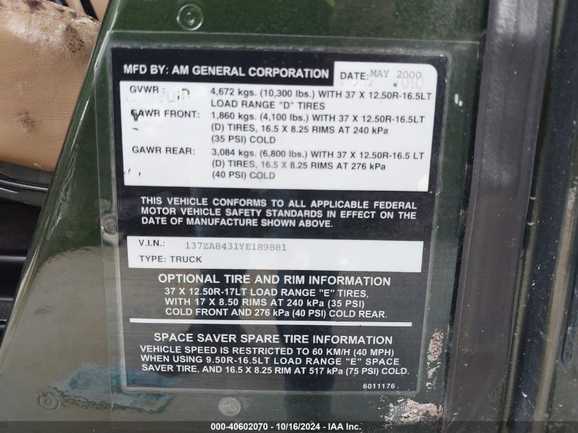 MFD BY: AM GENERAL CORPORATION
DATE: MAY 2000
GVWR: 4,672 kgs. (10,300 lbs.) WITH 37 X 12.50R-16.5LT
LOAD RANGE "D" TIRES
GAWR FRONT: 1,860 kgs. (4,100 lbs.) WITH 37 X 12.50R-16.5LT
(D) TIRES, 16.5 X 8.25 RIMS AT 240 kPa
(35 PSI) COLD
GAWR REAR: 3,084 kgs. (6,800 lbs.) WITH 37 X 12.50R-16.5 LT
(D) TIRES, 16.5 X 8.25 RIMS AT 276 kPa
(40 PSI) COLD
THIS VEHICLE CONFORMS TO ALL APPLICABLE FEDERAL
MOTOR VEHICLE SAFETY STANDARDS IN EFFECT ON THE
DATE OF MANUFACTURE SHOWN ABOVE.
V.I.N.: 137ZA8431YE189881
TYPE: TRUCK
OPTIONAL TIRE AND RIM INFORMATION
37 X 12.50R-17LT LOAD RANGE "E" TIRES,
WITH 17 X 8.50 RIMS AT 240 kPa (35 PSI)
COLD FRONT AND 276 kPa (40 PSI) COLD REAR.
SPACE SAVER SPARE TIRE INFORMATION
VEHICLE SPEED IS RESTRICTED TO 60 KM/H (40 MPH)
WHEN USING 9.50R-16.5LT LOAD RANGE "E" SPACE
SAVER TIRE, AND 16.5 X 8.25 RIM AT 517 kPa (75 PSI) COLD.
6011176
000-40602070 - 10/16/2024 - IAA Inc.